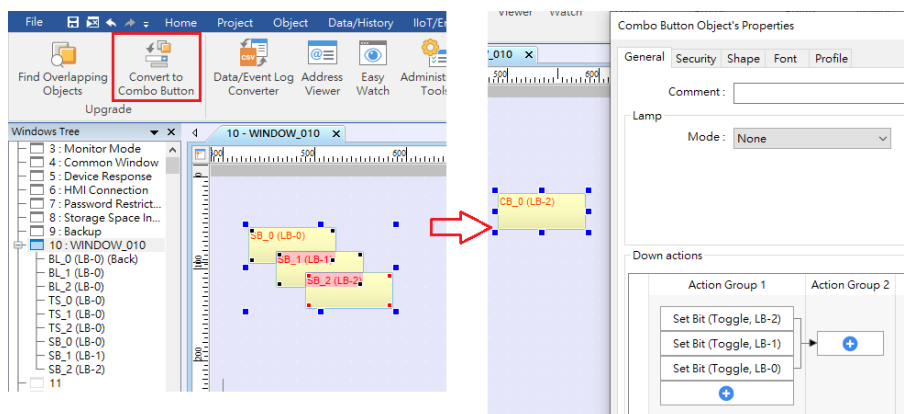 File Home Project Object Data/History
Find Overlapping Objects
Convert to Combo Button
CSV
Data/Event Log Converter
Address Viewer
Easy Watch
Upgrade
Windows Tree
3 : Monitor Mode
4 : Common Window
5 : Device Response
6 : HMI Connection
7 : Password Restrict...
8 : Storage Space In...
9 : Backup
10 : WINDOW_010
BL_0 (LB-0) (Back)
BL_1 (LB-0)
BL_2 (LB-0)
TS_0 (LB-0)
TS_1 (LB-0)
TS_2 (LB-0)
SB_0 (LB-0)
SB_1 (LB-1)
SB_2 (LB-2)
11
10 - WINDOW_010
500
600
SB_0 (LB-0)
SB_1 (LB-1)
SB_2 (LB-2)
Viewer Watch
_010
500
600
CB_0 (LB-2)
Combo Button Object's Properties
General Security Shape Font Profile
Comment :
Lamp
Mode : None
Down actions
Action Group 1 Action Group 2
Set Bit (Toggle, LB-2)
Set Bit (Toggle, LB-1)
Set Bit (Toggle, LB-0)